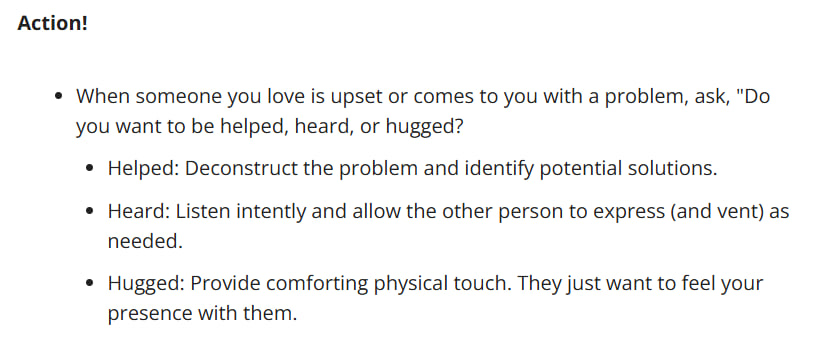 Action!
• When someone you love is upset or comes to you with a problem, ask, "Do
you want to be helped, heard, or hugged?
• Helped: Deconstruct the problem and identify potential solutions.
• Heard: Listen intently and allow the other person to express (and vent) as
needed.
• Hugged: Provide comforting physical touch. They just want to feel your
presence with them.